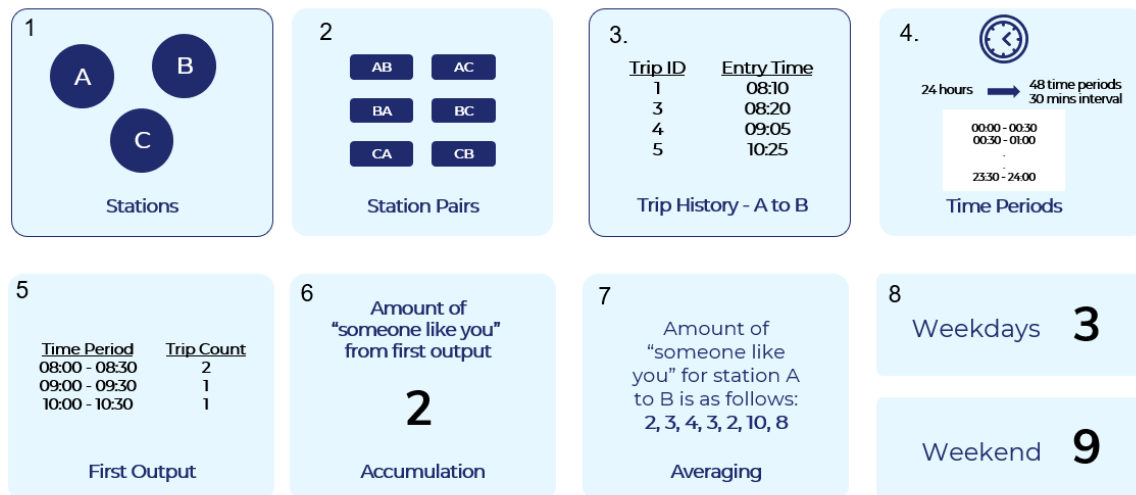 1
A
B
C
Stations
2
AB AC
BA BC
CA CB
Station Pairs
3.
Trip ID Entry Time
1 08:10
3 08:20
4 09:05
5 10:25
Trip History - A to B
4.
24 hours 48 time periods
30 mins interval
00:00 - 00:30
00:30 - 01:00
.
.
23:30 - 24:00
Time Periods
5
Time Period Trip Count
08:00 - 08:30 2
09:00 - 09:30 1
10:00 - 10:30 1
First Output
6
Amount of
“someone like you”
from first output
2
Accumulation
7
Amount of
“someone like
you” for station A
to B is as follows:
2, 3, 4, 3, 2, 10, 8
Averaging
8
Weekdays 3
Weekend 9